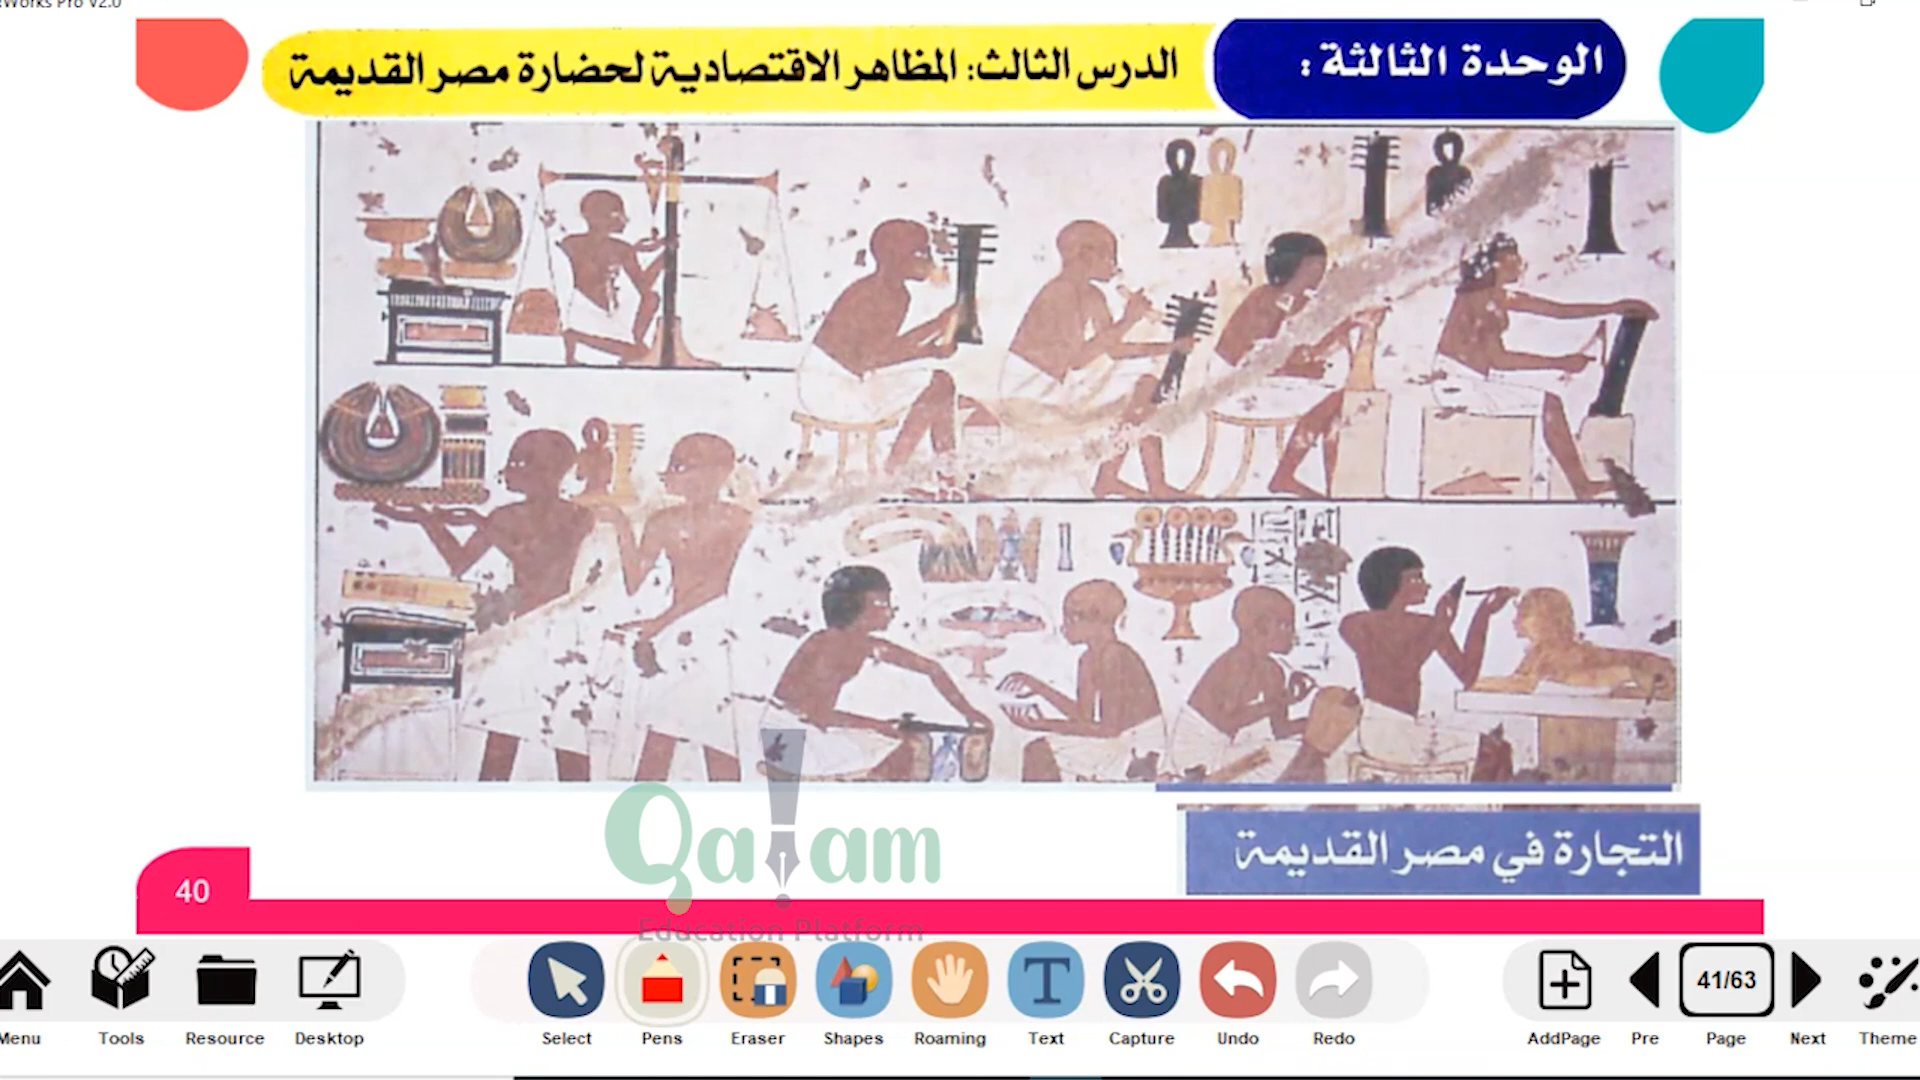 الوحدة الثالثة :
الدرس الثالث: المظاهر الاقتصادية لحضارة مصر القديمة
التجارة في مصر القديمة
40
Qalam
Education Platform
Menu Tools Resource Desktop Select Pens Eraser Shapes Roaming Text Capture Undo Redo AddPage Pre 41/63 Page Next Theme